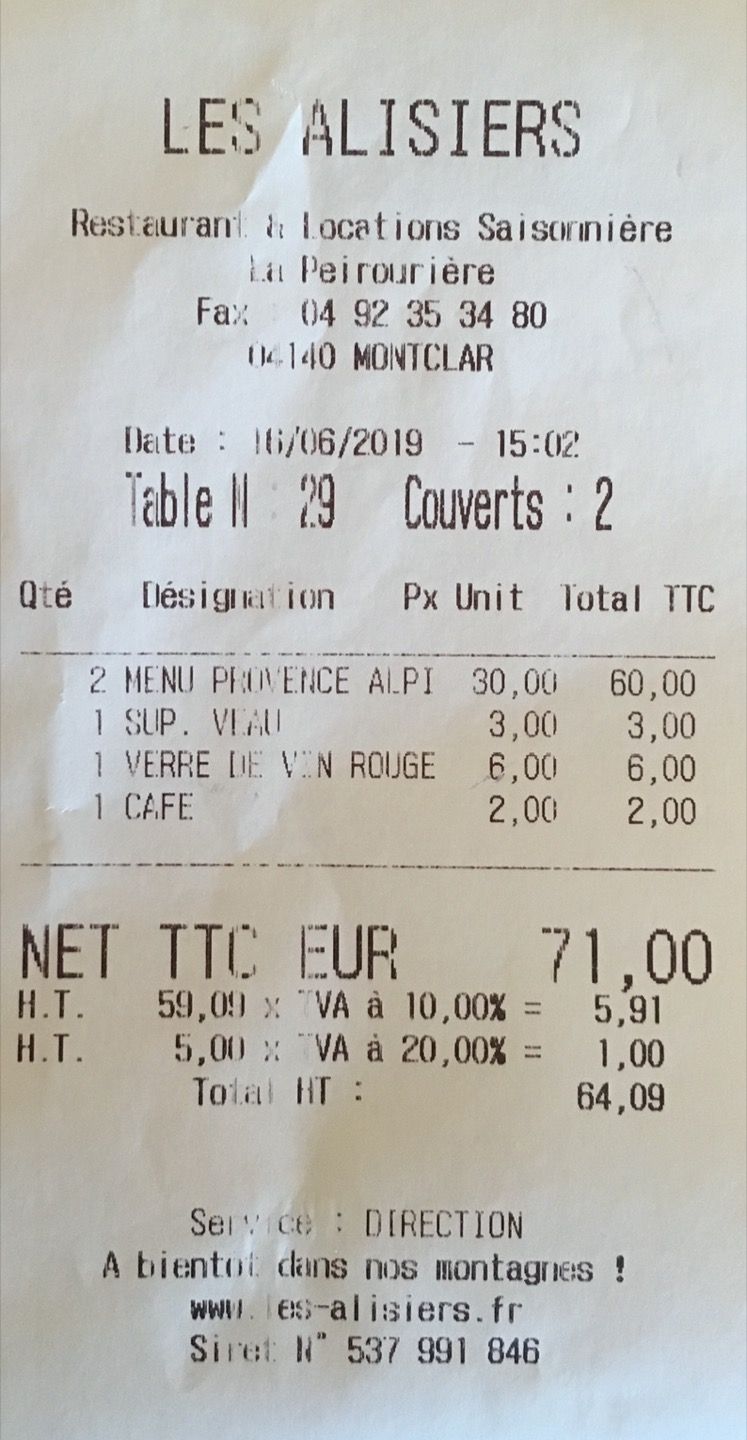 LES ALISIERS
Restaurant & Locations Saisonnière
La Peirourière
Fax : 04 92 35 34 80
04140 MONTCLAR
Date : 16/06/2019 - 15:02
Table N : 29 Couverts : 2
Qté Désignation Px Unit Total TTC
2 MENU PROVENCE ALPI 30,00 60,00
1 SUP. VEAU 3,00 3,00
1 VERRE DE VIN ROUGE 6,00 6,00
1 CAFE 2,00 2,00
NET TTC EUR 71,00
H.T. 59,09 x TVA à 10,00% = 5,91
H.T. 5,00 x TVA à 20,00% = 1,00
Total HT : 64,09
Service : DIRECTION
A bientot dans nos montagnes !
www.les-alisiers.fr
Siret N° 537 991 846